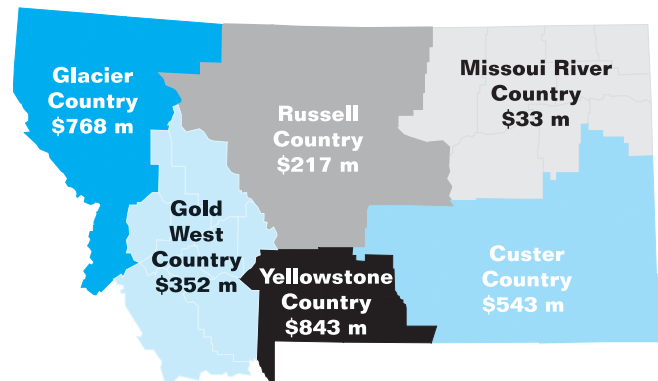 Glacier
Country
$768 m
Missoui River
Country
$33 m
Russell
Country
$217 m
Gold
West
Country
$352 m
Yellowstone
Country
$843 m
Custer
Country
$543 m